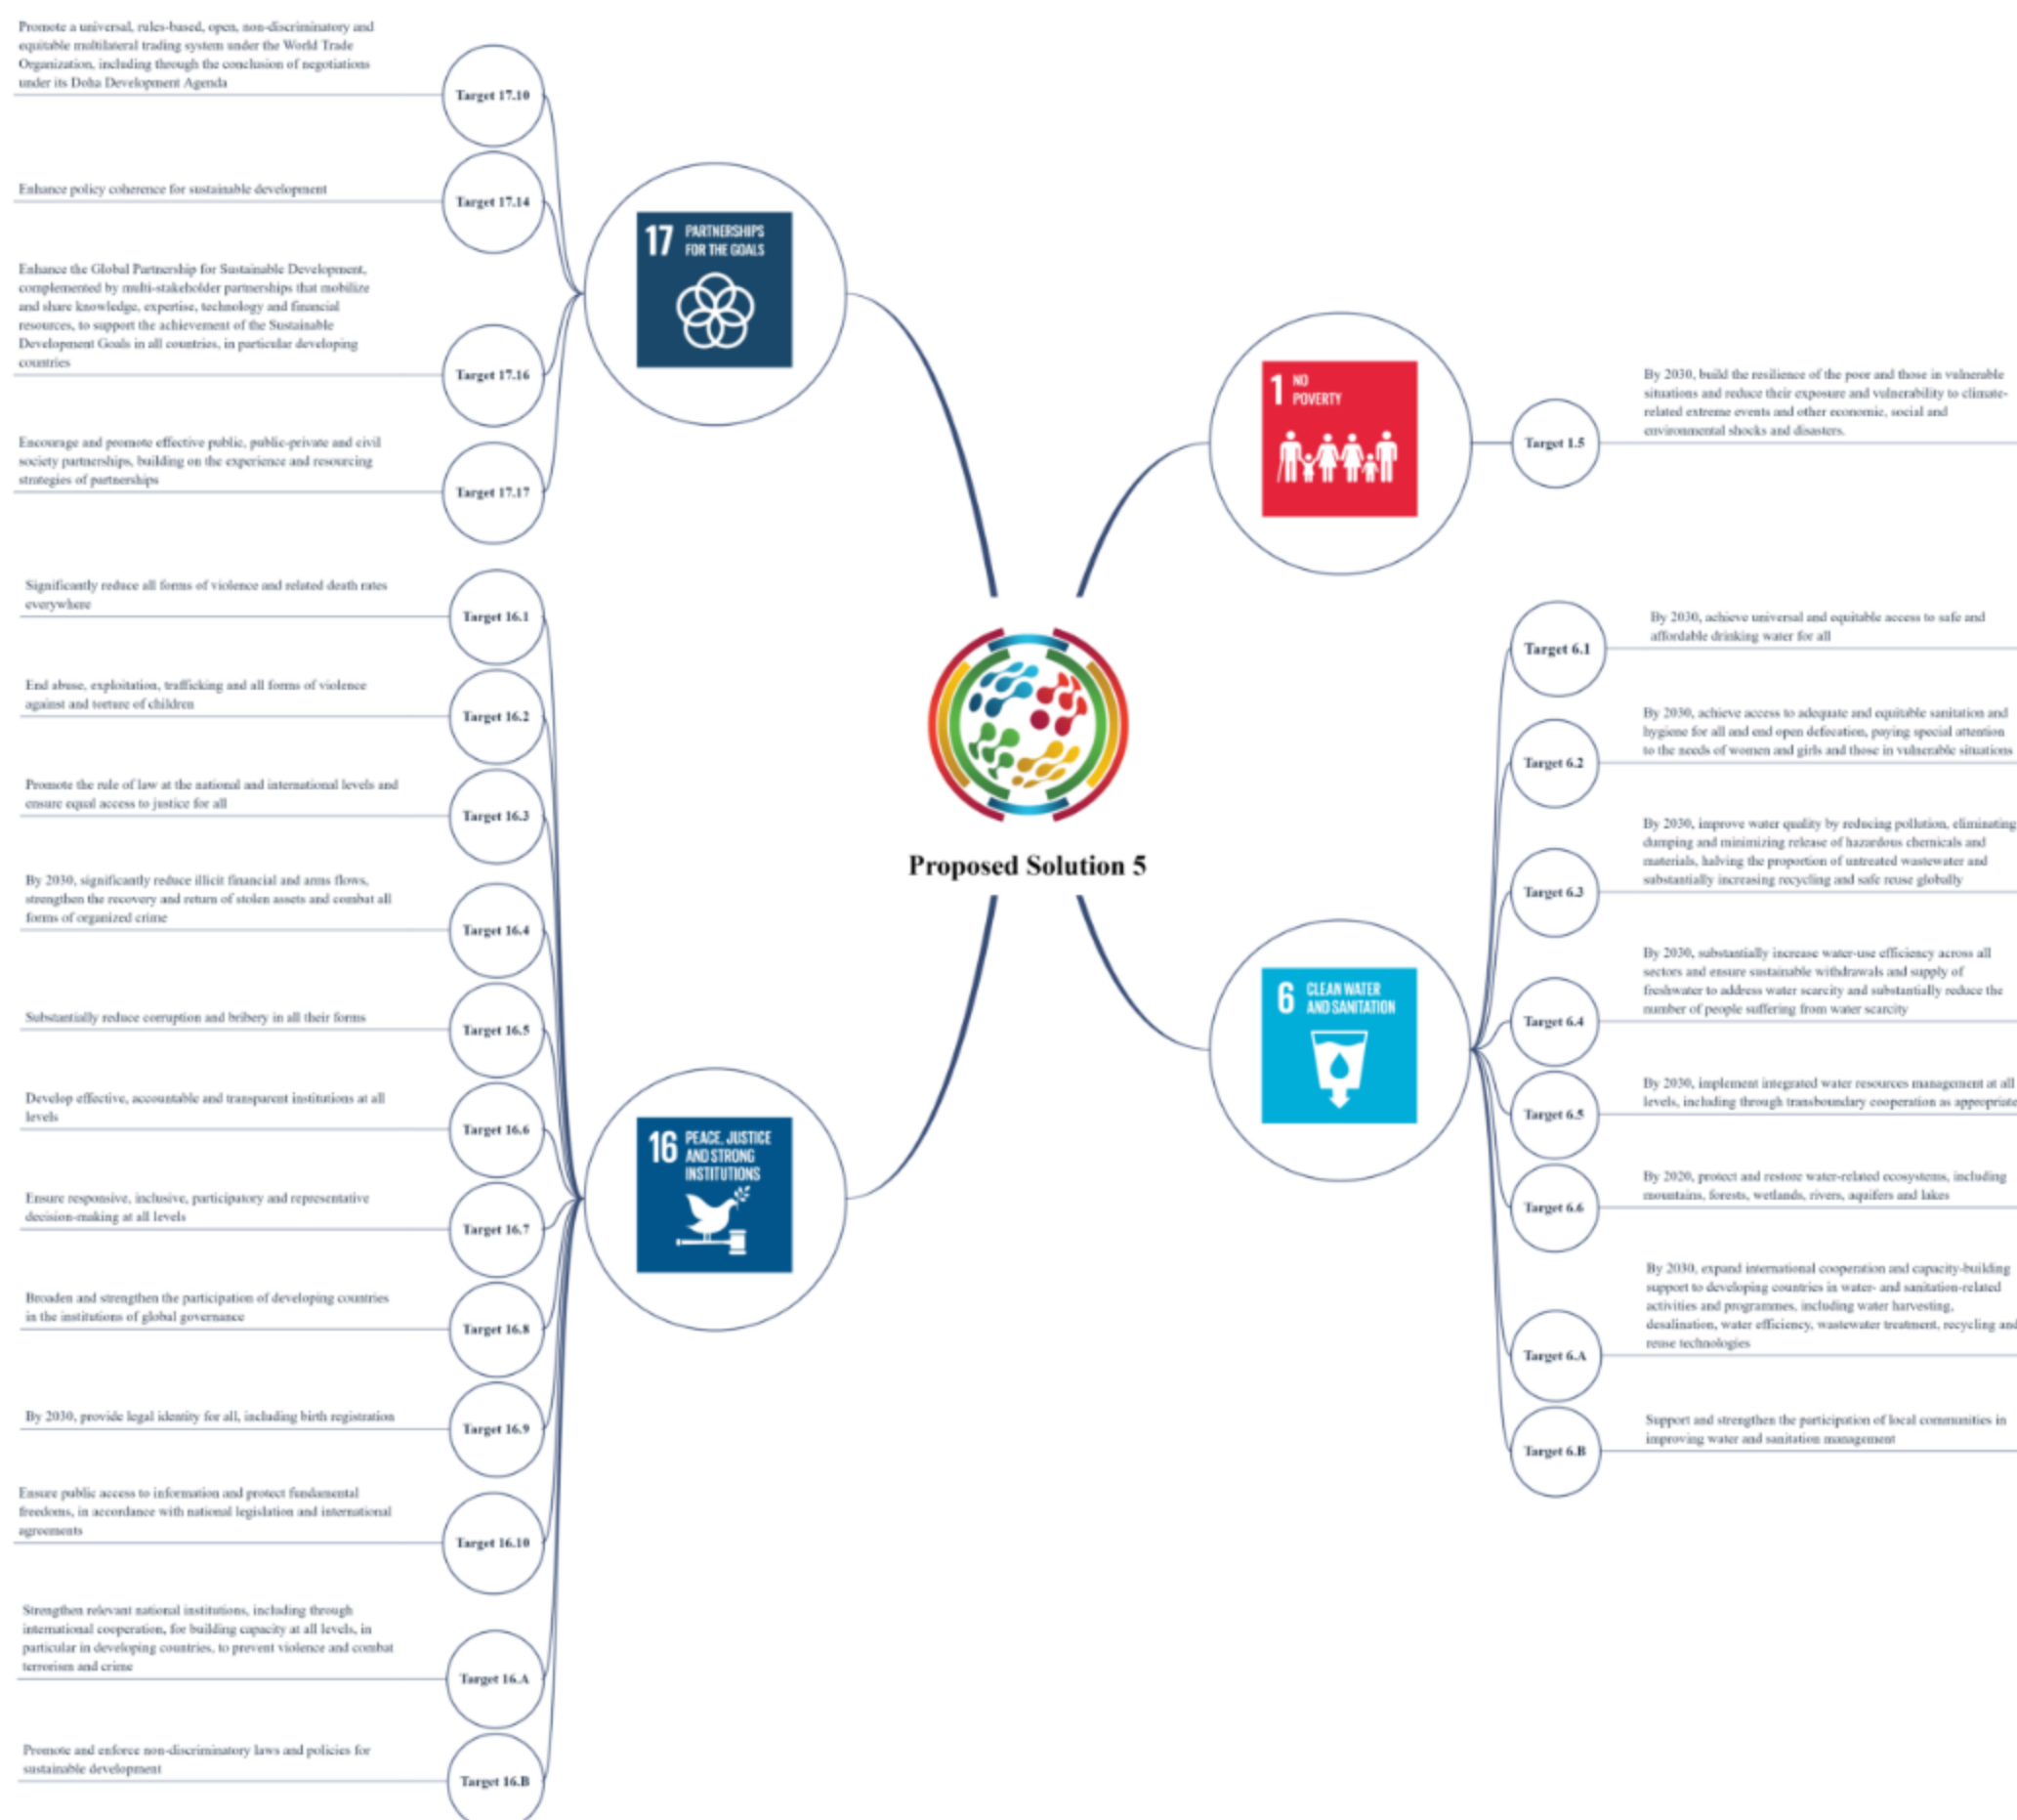 Promote a universal, rules-based, open, non-discriminatory and
equitable multilateral trading system under the World Trade
Organization, including through the conclusion of negotiations
under its Doha Development Agenda
Target 17.10
Enhance policy coherence for sustainable development
Target 17.14
Enhance the Global Partnership for Sustainable Development,
complemented by multi-stakeholder partnerships that mobilize
and share knowledge, expertise, technology and financial
resources, to support the achievement of the Sustainable
Development Goals in all countries, in particular developing
countries
Target 17.16
Encourage and promote effective public, public-private and civil
society partnerships, building on the experience and resourcing
strategies of partnerships
Target 17.17
17 PARTNERSHIPS
FOR THE GOALS
Significantly reduce all forms of violence and related death rates
everywhere
Target 16.1
End abuse, exploitation, trafficking and all forms of violence
against and torture of children
Target 16.2
Promote the rule of law at the national and international levels and
ensure equal access to justice for all
Target 16.3
By 2030, significantly reduce illicit financial and arms flows,
strengthen the recovery and return of stolen assets and combat all
forms of organized crime
Target 16.4
Substantially reduce corruption and bribery in all their forms
Target 16.5
Develop effective, accountable and transparent institutions at all
levels
Target 16.6
Ensure responsive, inclusive, participatory and representative
decision-making at all levels
Target 16.7
Broaden and strengthen the participation of developing countries
in the institutions of global governance
Target 16.8
By 2030, provide legal identity for all, including birth registration
Target 16.9
Ensure public access to information and protect fundamental
freedoms, in accordance with national legislation and international
agreements
Target 16.10
Strengthen relevant national institutions, including through
international cooperation, for building capacity at all levels, in
particular in developing countries, to prevent violence and combat
terrorism and crime
Target 16.A
Promote and enforce non-discriminatory laws and policies for
sustainable development
Target 16.B
16 PEACE, JUSTICE
AND STRONG
INSTITUTIONS
Proposed Solution 5
1 NO
POVERTY
Target 1.5
By 2030, build the resilience of the poor and those in vulnerable
situations and reduce their exposure and vulnerability to climate-
related extreme events and other economic, social and
environmental shocks and disasters.
6 CLEAN WATER
AND SANITATION
Target 6.1
By 2030, achieve universal and equitable access to safe and
affordable drinking water for all
Target 6.2
By 2030, achieve access to adequate and equitable sanitation and
hygiene for all and end open defecation, paying special attention
to the needs of women and girls and those in vulnerable situations
Target 6.3
By 2030, improve water quality by reducing pollution, eliminating
dumping and minimizing release of hazardous chemicals and
materials, halving the proportion of untreated wastewater and
substantially increasing recycling and safe reuse globally
Target 6.4
By 2030, substantially increase water-use efficiency across all
sectors and ensure sustainable withdrawals and supply of
freshwater to address water scarcity and substantially reduce the
number of people suffering from water scarcity
Target 6.5
By 2030, implement integrated water resources management at all
levels, including through transboundary cooperation as appropriate
Target 6.6
By 2020, protect and restore water-related ecosystems, including
mountains, forests, wetlands, rivers, aquifers and lakes
Target 6.A
By 2030, expand international cooperation and capacity-building
support to developing countries in water- and sanitation-related
activities and programmes, including water harvesting,
desalination, water efficiency, wastewater treatment, recycling and
reuse technologies
Target 6.B
Support and strengthen the participation of local communities in
improving water and sanitation management